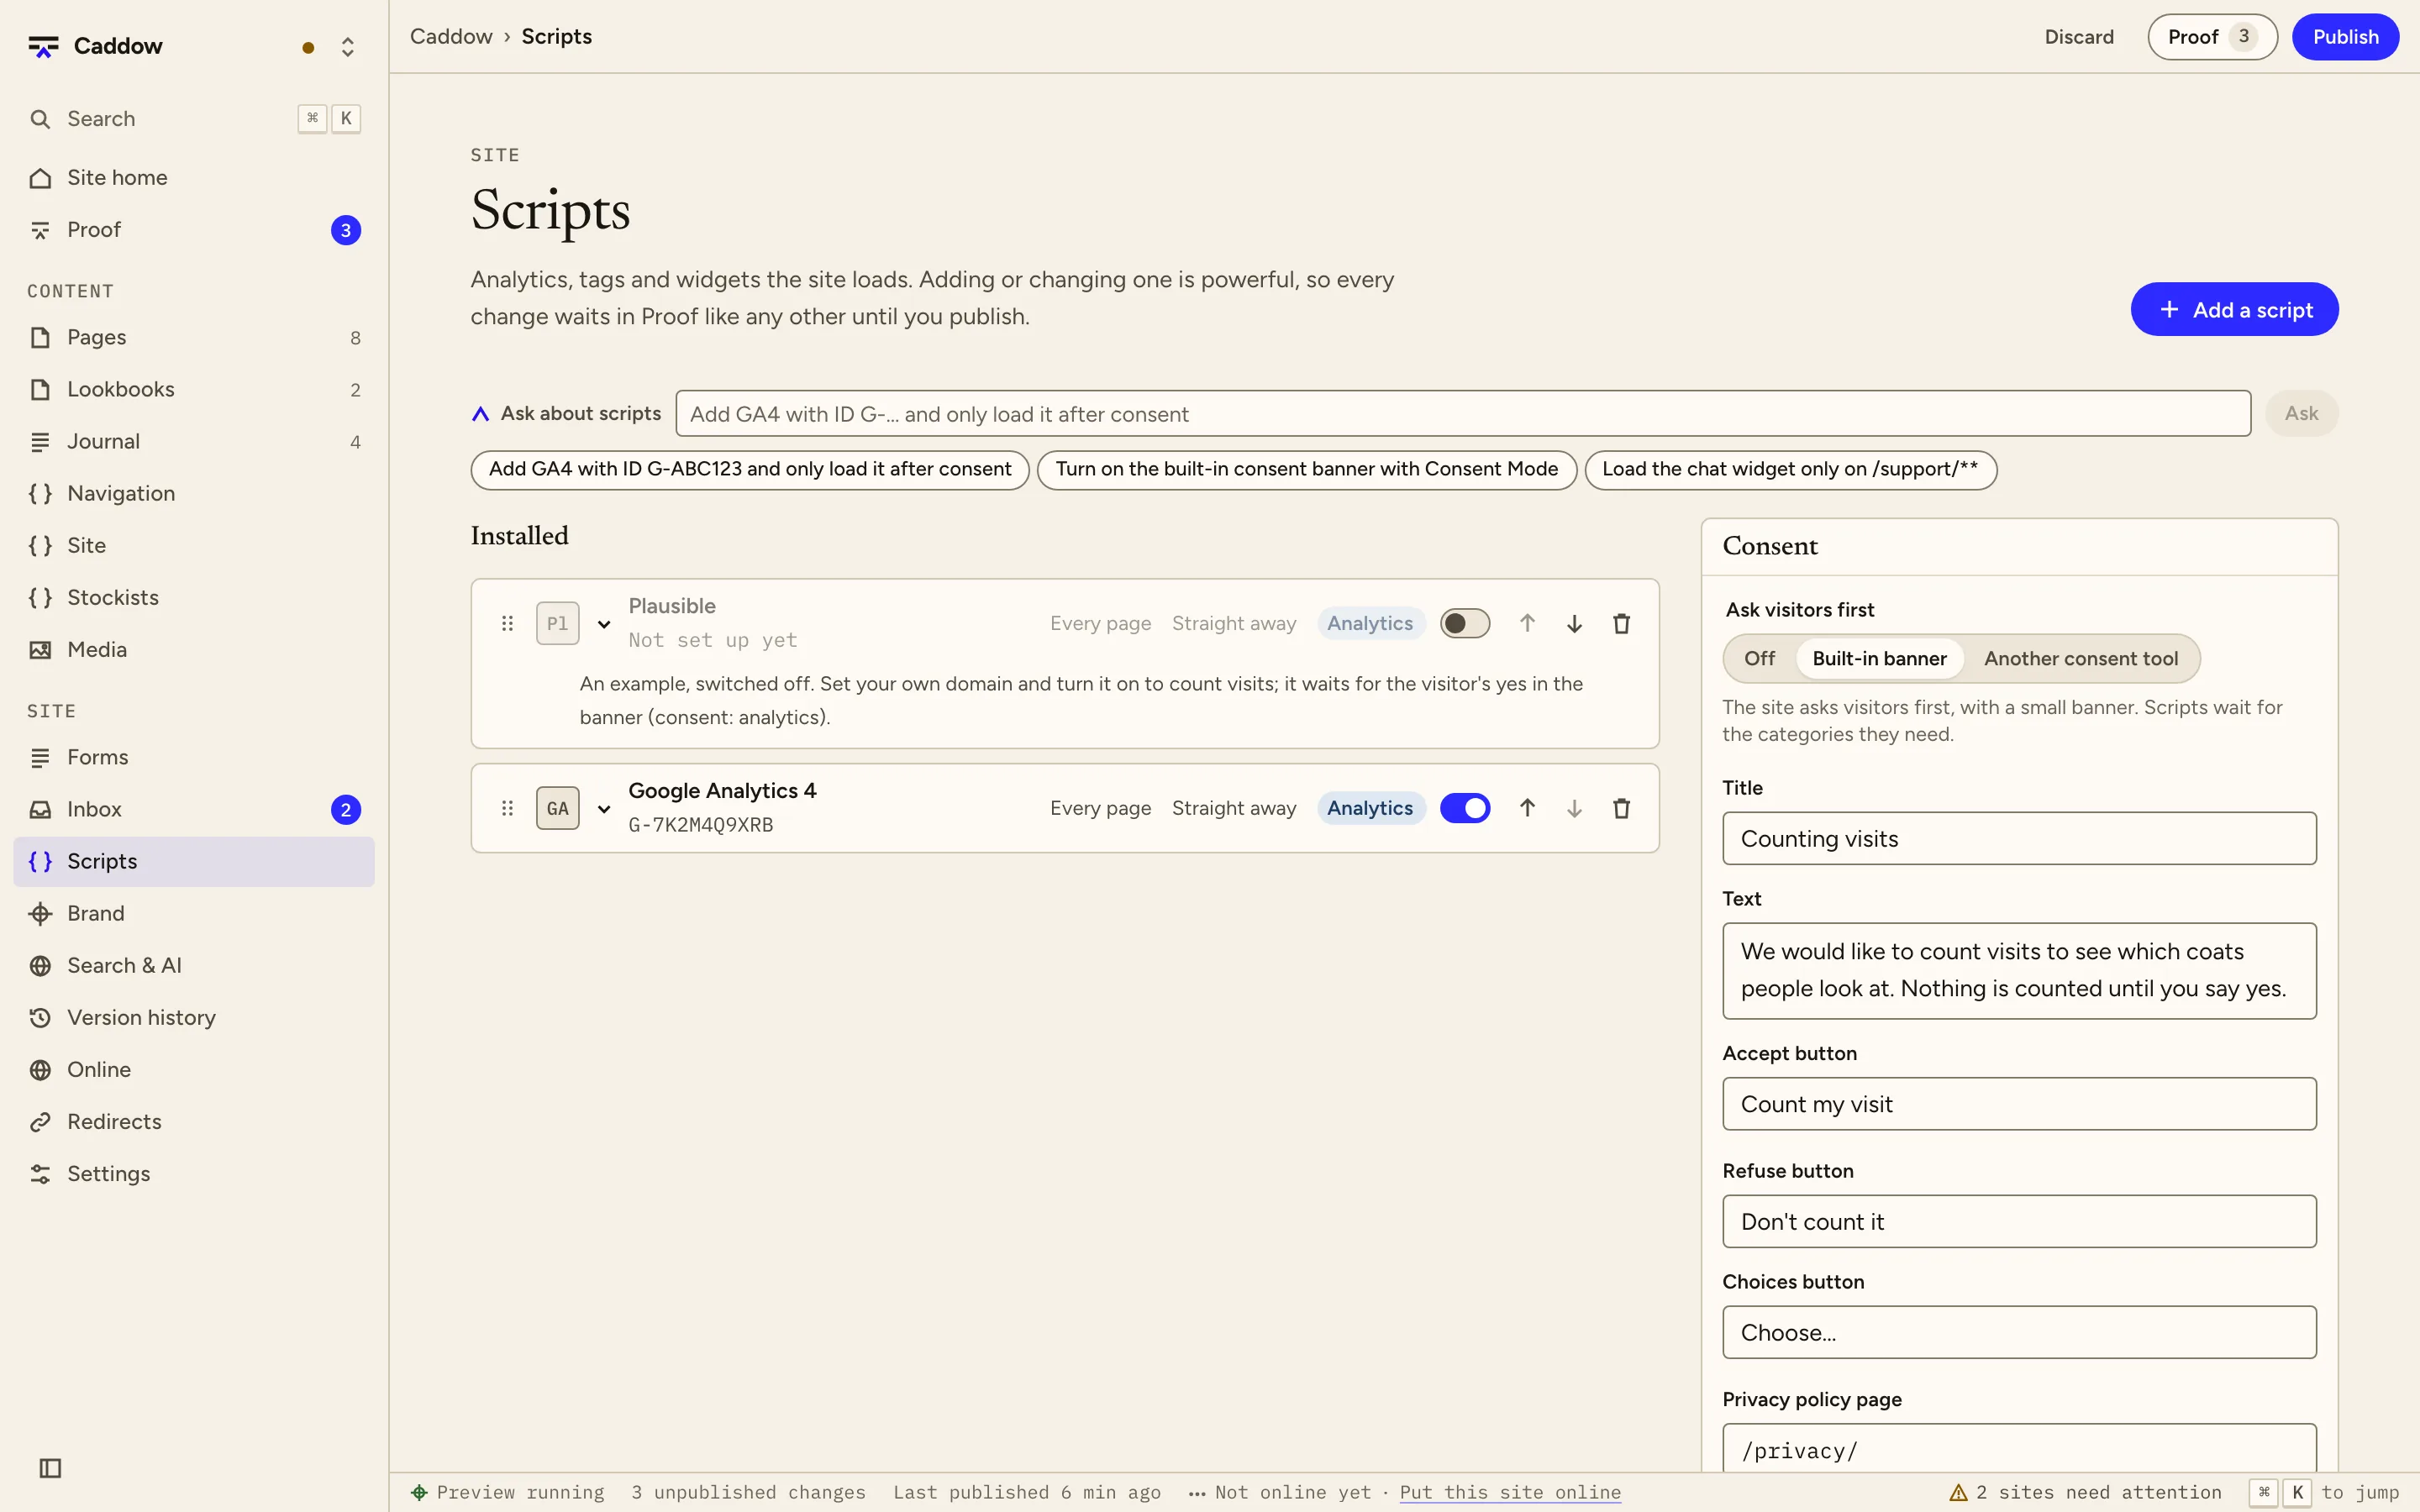 Caddow
Search
⌘ K
Site home
Proof
3
CONTENT
Pages
8
Lookbooks
2
Journal
4
Navigation
Site
Stockists
Media
SITE
Forms
Inbox
2
Scripts
Brand
Search & AI
Version history
Online
Redirects
Settings
Caddow › Scripts
Discard
Proof 3
Publish
SITE
Scripts
Analytics, tags and widgets the site loads. Adding or changing one is powerful, so every
change waits in Proof like any other until you publish.
+ Add a script
Ask about scripts
Add GA4 with ID G-… and only load it after consent
Ask
Add GA4 with ID G-ABC123 and only load it after consent
Turn on the built-in consent banner with Consent Mode
Load the chat widget only on /support/**
Installed
Pl
Plausible
Not set up yet
Every page
Straight away
Analytics
An example, switched off. Set your own domain and turn it on to count visits; it waits for the visitor's yes in the
banner (consent: analytics).
GA
Google Analytics 4
G-7K2M4Q9XRB
Every page
Straight away
Analytics
Consent
Ask visitors first
Off
Built-in banner
Another consent tool
The site asks visitors first, with a small banner. Scripts wait for
the categories they need.
Title
Counting visits
Text
We would like to count visits to see which coats
people look at. Nothing is counted until you say yes.
Accept button
Count my visit
Refuse button
Don't count it
Choices button
Choose…
Privacy policy page
/privacy/
Preview running
3 unpublished changes
Last published 6 min ago
Not online yet · Put this site online
2 sites need attention
⌘ K to jump